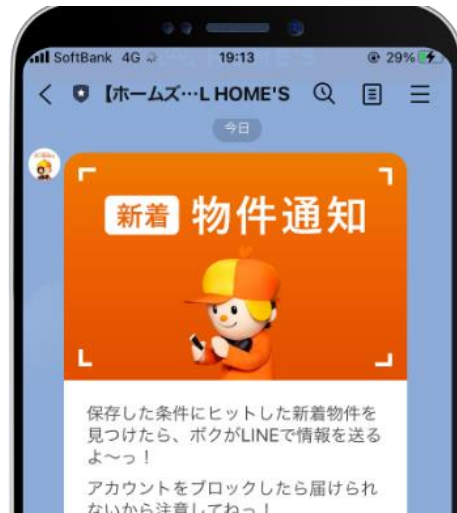 SoftBank 4G 19:13 29%
【ホームズ…L HOME'S
今日
新着 物件通知
保存した条件にヒットした新着物件を
見つけたら、ボクがLINEで情報を送る
よ〜っ！
アカウントをブロックしたら届けられ
ないから注意してねっ！